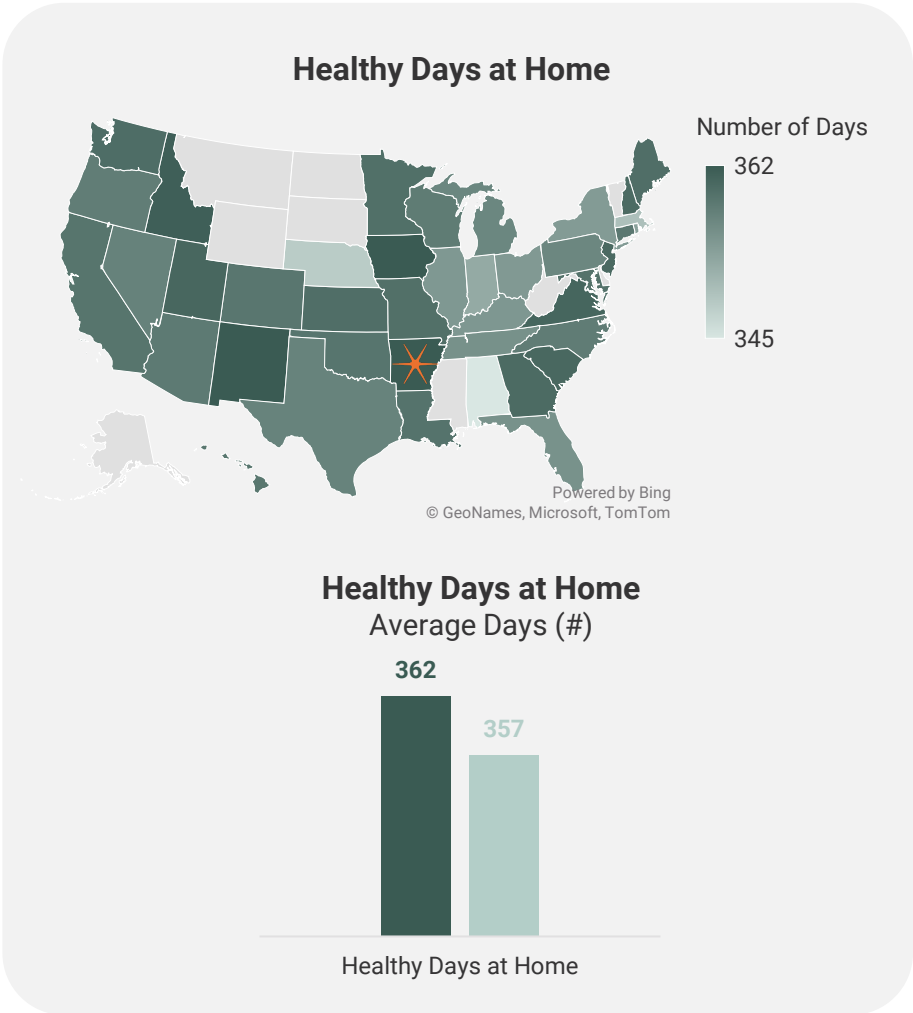 Healthy Days at Home
Number of Days
362
345
Powered by Bing
© GeoNames, Microsoft, TomTom
Healthy Days at Home
Average Days (#)
362
357
Healthy Days at Home